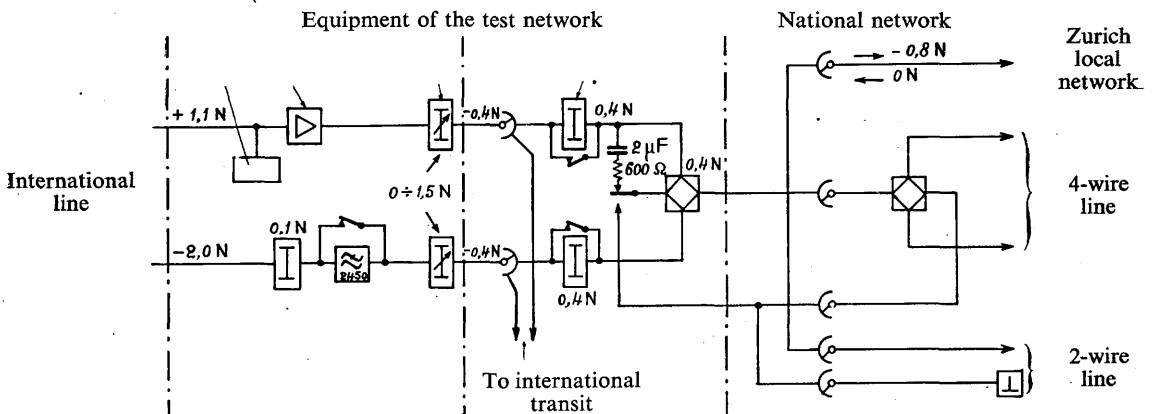 Equipment of the test network
National network
Zurich
local
network
- 0,8 N
0 N
+ 1,1 N
-0,4N
0,4 N
2 µF
600 Ω
0,4 N
International
line
0 ÷ 1,5 N
4-wire
line
-2,0 N
0,1 N
2450
-0,4N
0,4 N
To international
transit
2-wire
line